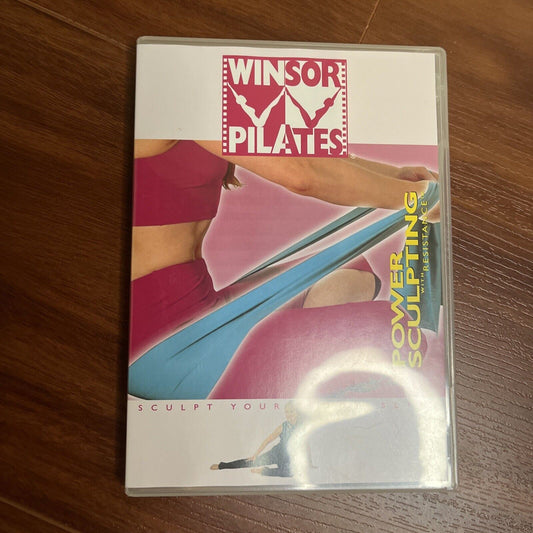 WINSOR
PILATES
POWER
SCULPTING
WITH RESISTANCE
SCULPT YOUR